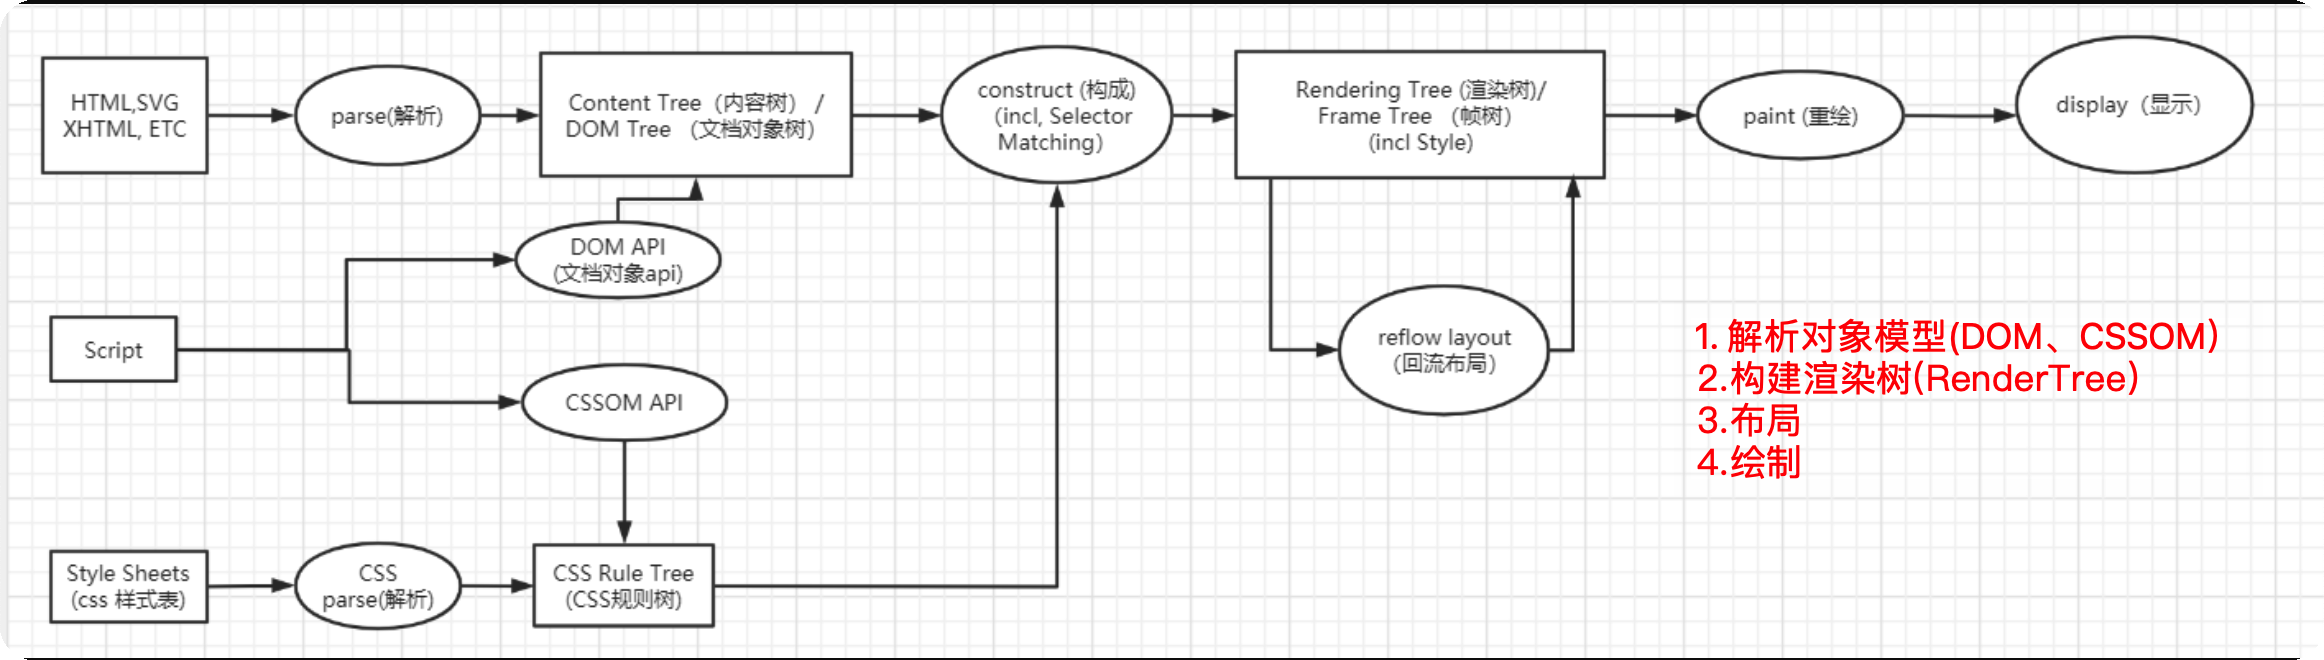 HTML,SVG
XHTML, ETC
parse(解析)
Content Tree（内容树） /
DOM Tree （文档对象树）
construct (构成)
（incl, Selector
Matching）
Rendering Tree (渲染树)/
Frame Tree （帧树）
(incl Style)
paint (重绘)
display（显示）
DOM API
(文档对象api)
Script
CSSOM API
reflow layout
（回流布局）
Style Sheets
(css 样式表)
CSS
parse(解析)
CSS Rule Tree
(CSS规则树)
1. 解析对象模型(DOM、CSSOM)
2.构建渲染树(RenderTree)
3.布局
4.绘制